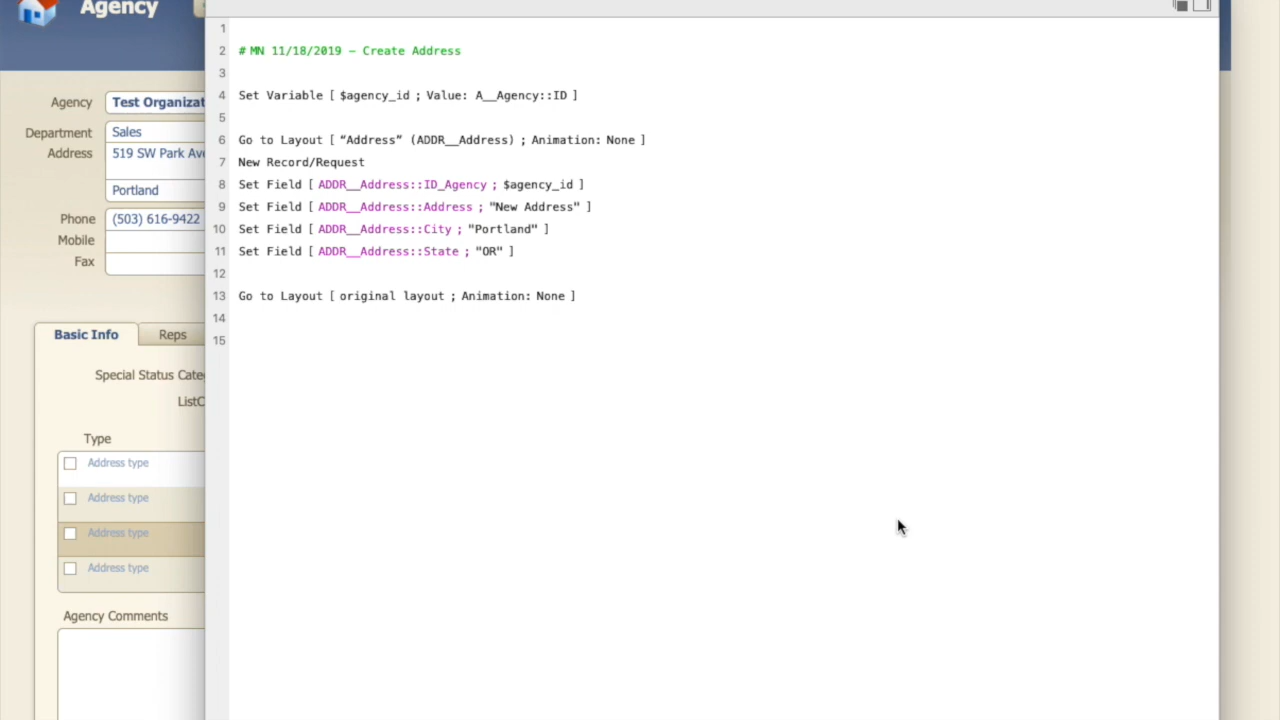 Agency
1
2 # MN 11/18/2019 – Create Address
3
4 Set Variable [ $agency_id ; Value: A__Agency::ID ]
5
6 Go to Layout [ “Address” (ADDR__Address) ; Animation: None ]
7 New Record/Request
8 Set Field [ ADDR__Address::ID_Agency ; $agency_id ]
9 Set Field [ ADDR__Address::Address ; "New Address" ]
10 Set Field [ ADDR__Address::City ; "Portland" ]
11 Set Field [ ADDR__Address::State ; "OR" ]
12
13 Go to Layout [ original layout ; Animation: None ]
14
15
Agency Test Organizat
Department Sales
Address 519 SW Park Ave
Portland
Phone (503) 616-9422
Mobile
Fax
Basic Info Reps
Special Status Cate
ListC
Type
Address type
Address type
Address type
Address type
Agency Comments